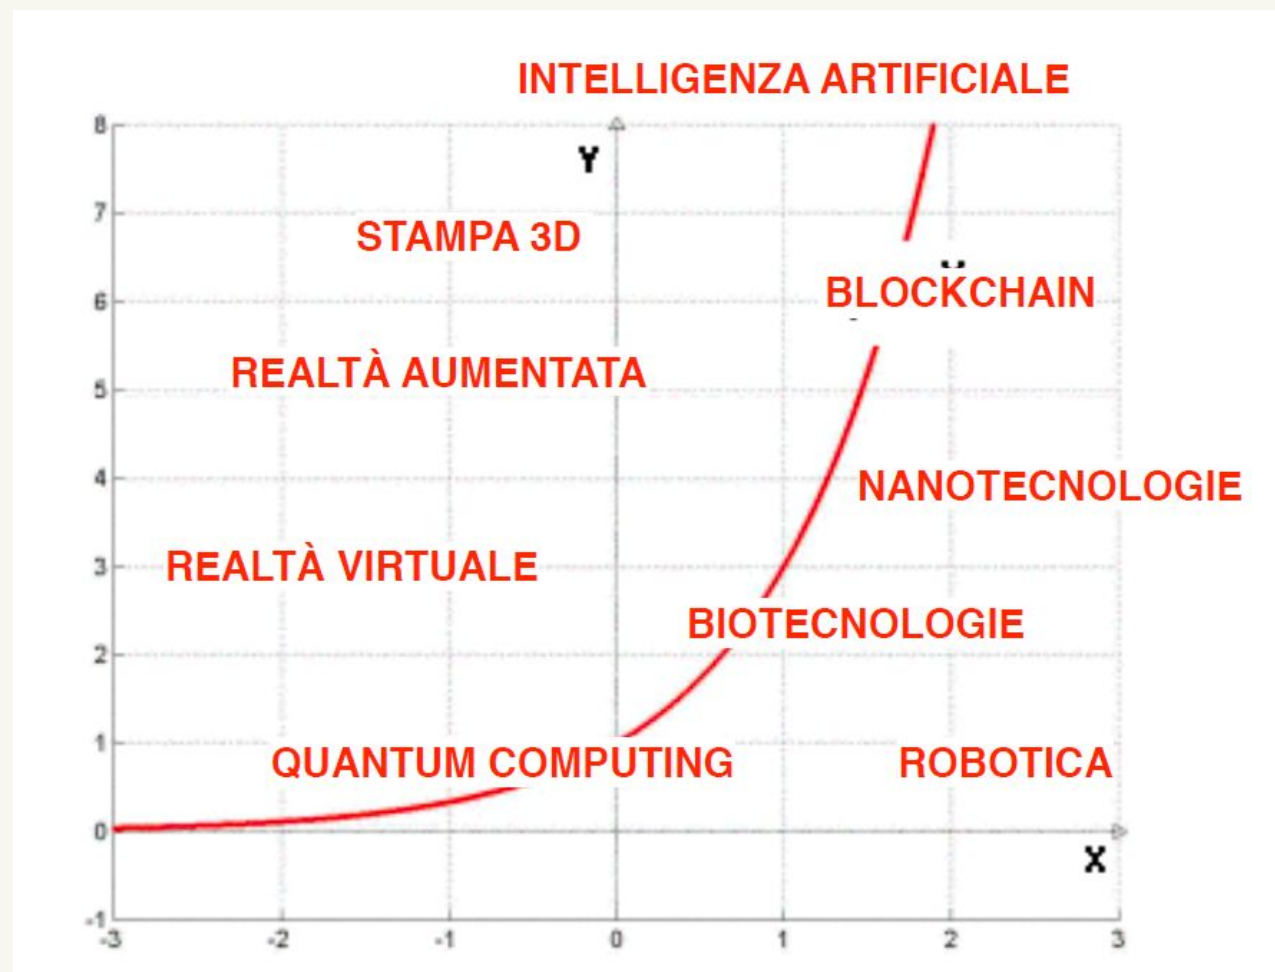 INTELLIGENZA ARTIFICIALE
8
Y
7
STAMPA 3D
6
BLOCKCHAIN
REALTÀ AUMENTATA
5
4
NANOTECNOLOGIE
REALTÀ VIRTUALE
3
BIOTECNOLOGIE
2
1
QUANTUM COMPUTING
ROBOTICA
0
X
-1
-3 -2 -1 0 1 2 3